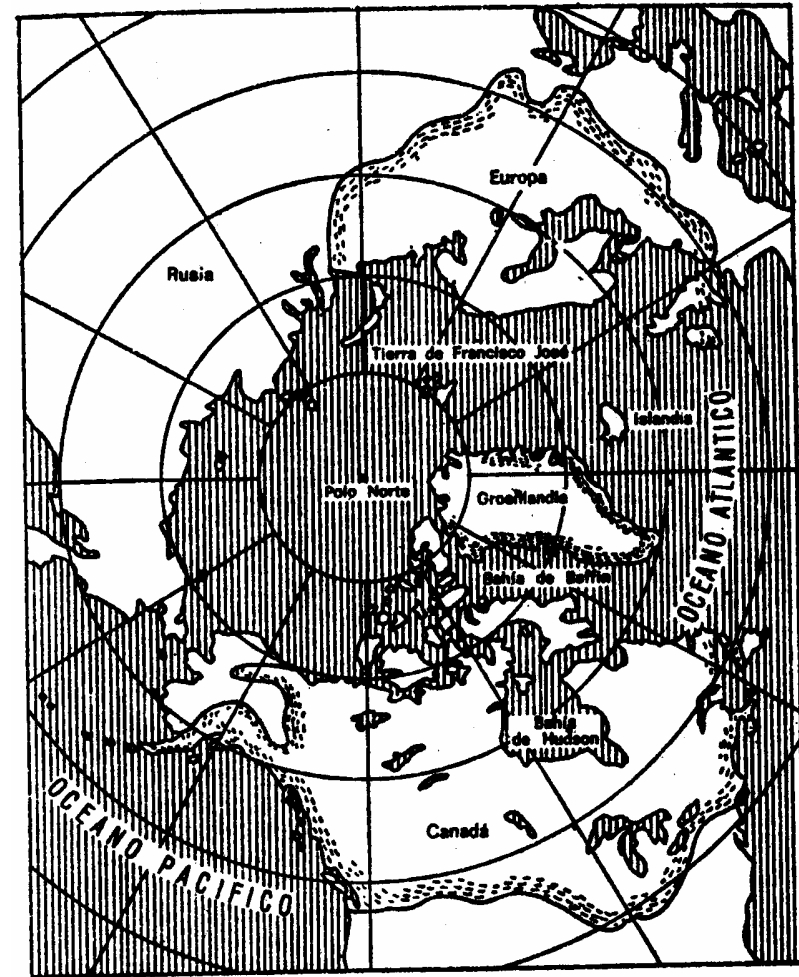 Europa
Rusia
Tierra de Francisco José
Islandia
Polo Norte
Groenlandia
OCEANO ATLANTICO
Bahía de Baffin
Bahía
de Hudson
Canadá
OCEANO PACIFICO